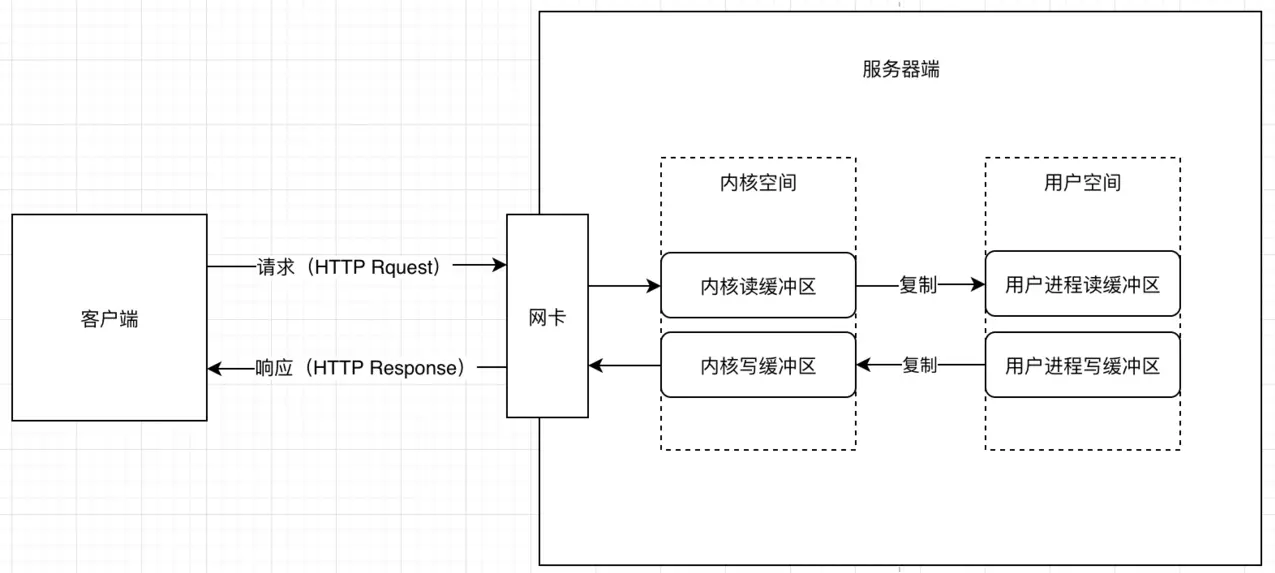 服务器端
内核空间
用户空间
请求（HTTP Rquest）
内核读缓冲区
复制
用户进程读缓冲区
客户端
网卡
响应（HTTP Response）
内核写缓冲区
复制
用户进程写缓冲区